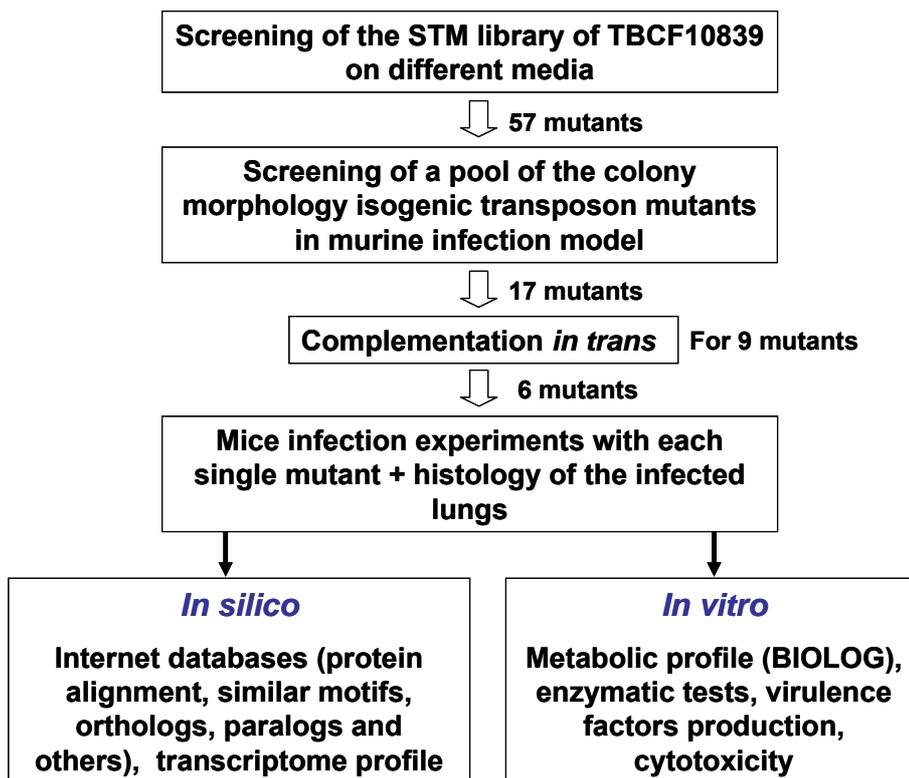 Screening of the STM library of TBCF10839
on different media
57 mutants
Screening of a pool of the colony
morphology isogenic transposon mutants
in murine infection model
17 mutants
Complementation in trans
For 9 mutants
6 mutants
Mice infection experiments with each
single mutant + histology of the infected
lungs
In silico
Internet databases (protein
alignment, similar motifs,
orthologs, paralogs and
others), transcriptome profile
In vitro
Metabolic profile (BIOLOG),
enzymatic tests, virulence
factors production,
cytotoxicity